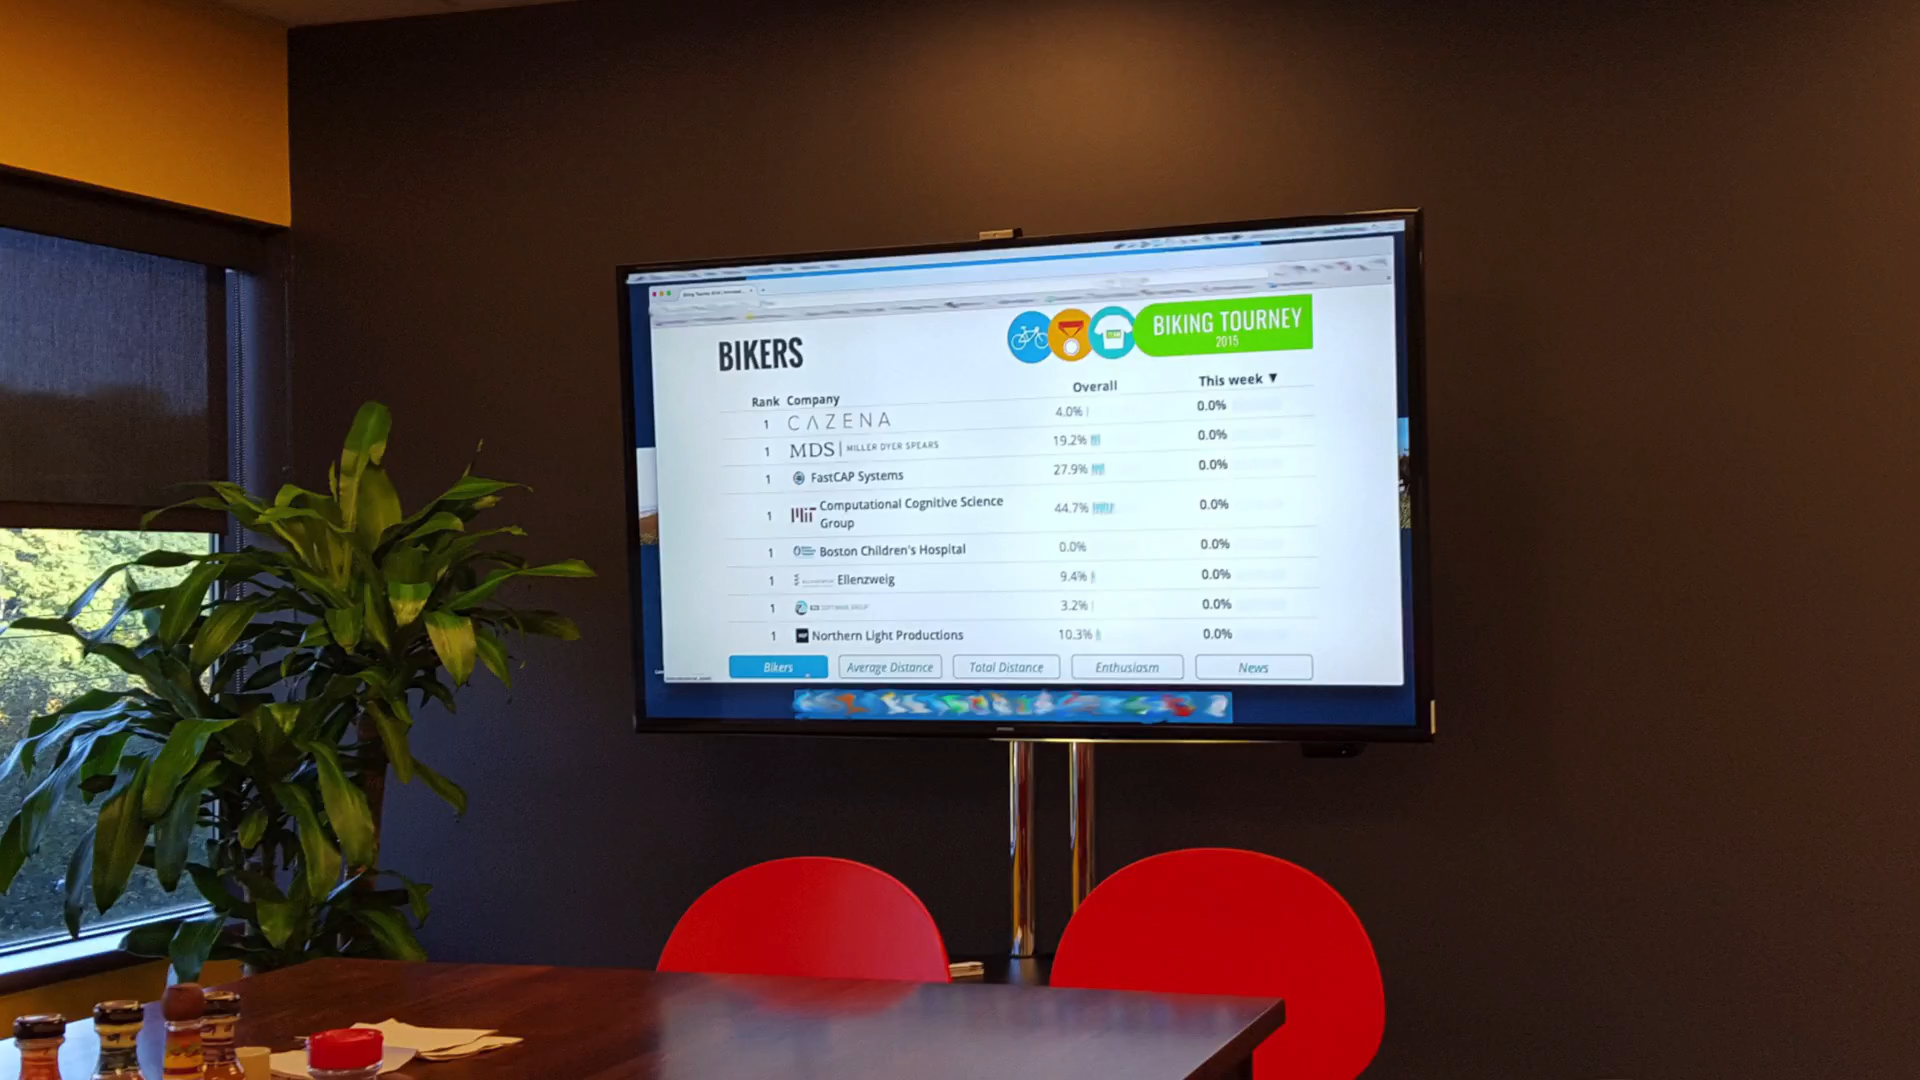 BIKERS
BIKING TOURNEY
2015
Rank Company Overall This week ▼
1 CAZENA 4.0% 0.0%
1 MDS | MILLER DYER SPEARS 19.2% 0.0%
1 FastCAP Systems 27.9% 0.0%
1 MIT Computational Cognitive Science
Group 44.7% 0.0%
1 Boston Children's Hospital 0.0% 0.0%
1 Ellenzweig 9.4% 0.0%
1 SOFTWARE GROUP 3.2% 0.0%
1 Northern Light Productions 10.3% 0.0%
Bikers Average Distance Total Distance Enthusiasm News